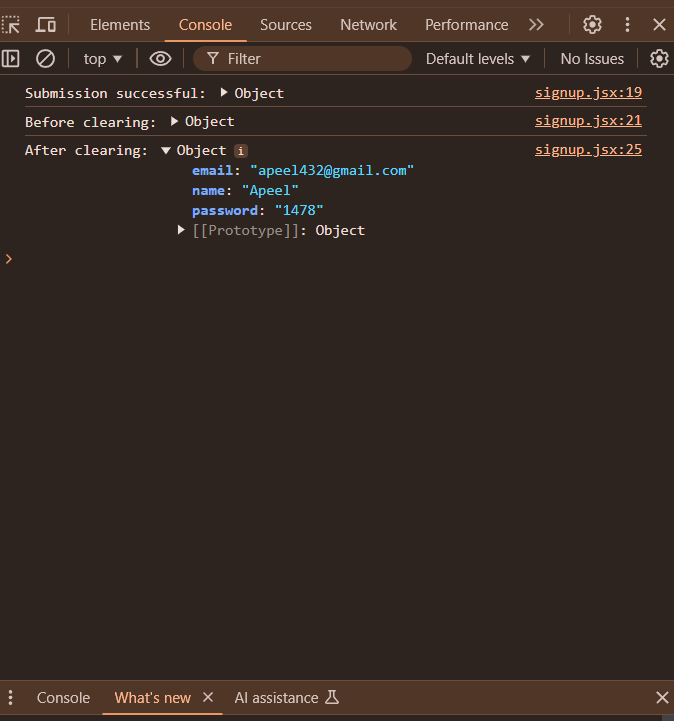 Elements Console Sources Network Performance
top Filter Default levels No Issues
Submission successful: Object signup.jsx:19
Before clearing: Object signup.jsx:21
After clearing: Object i signup.jsx:25
email: "apeel432@gmail.com"
name: "Apeel"
password: "1478"
[[Prototype]]: Object
Console What's new AI assistance